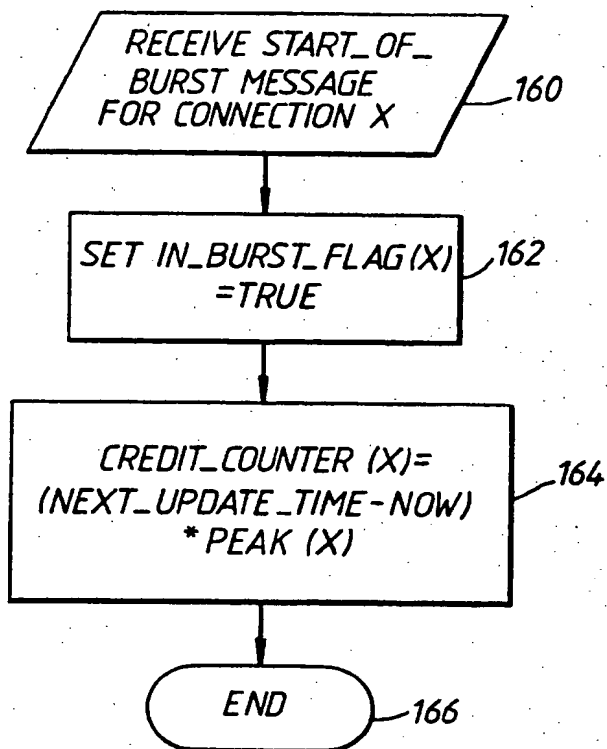 RECEIVE START_OF_
BURST MESSAGE
FOR CONNECTION X
160
SET IN_BURST_FLAG(X)
=TRUE
162
CREDIT_COUNTER (X)=
(NEXT_UPDATE_TIME-NOW)
* PEAK (X)
164
END
166